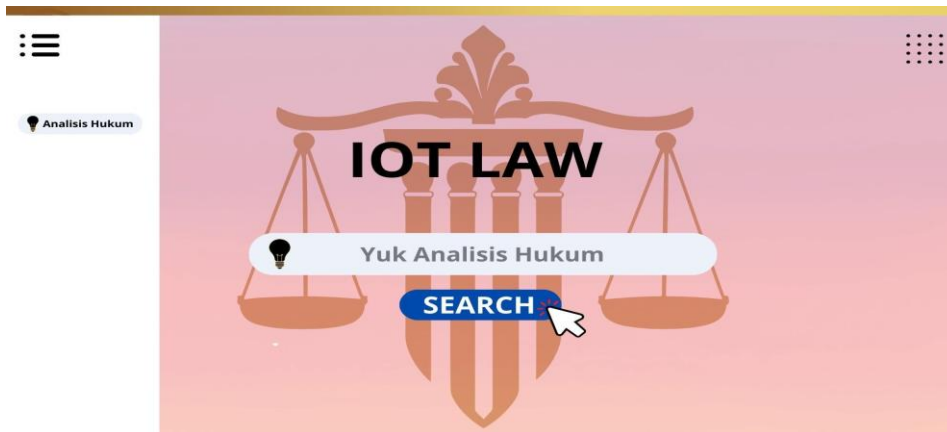 Analisis Hukum
IOT LAW
Yuk Analisis Hukum
SEARCH